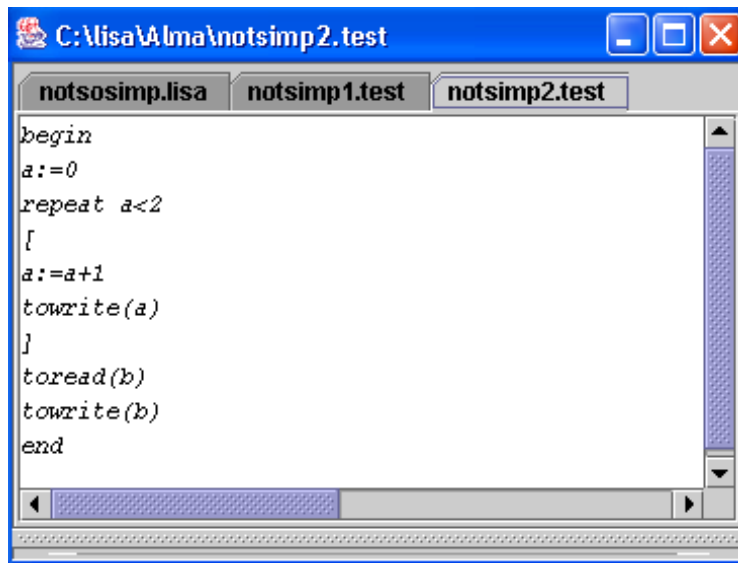 C:\lisa\Alma\notsimp2.test
notsosimp.lisa notsimp1.test notsimp2.test
begin
a:=0
repeat a<2
[
a:=a+1
towrite(a)
]
toread(b)
towrite(b)
end